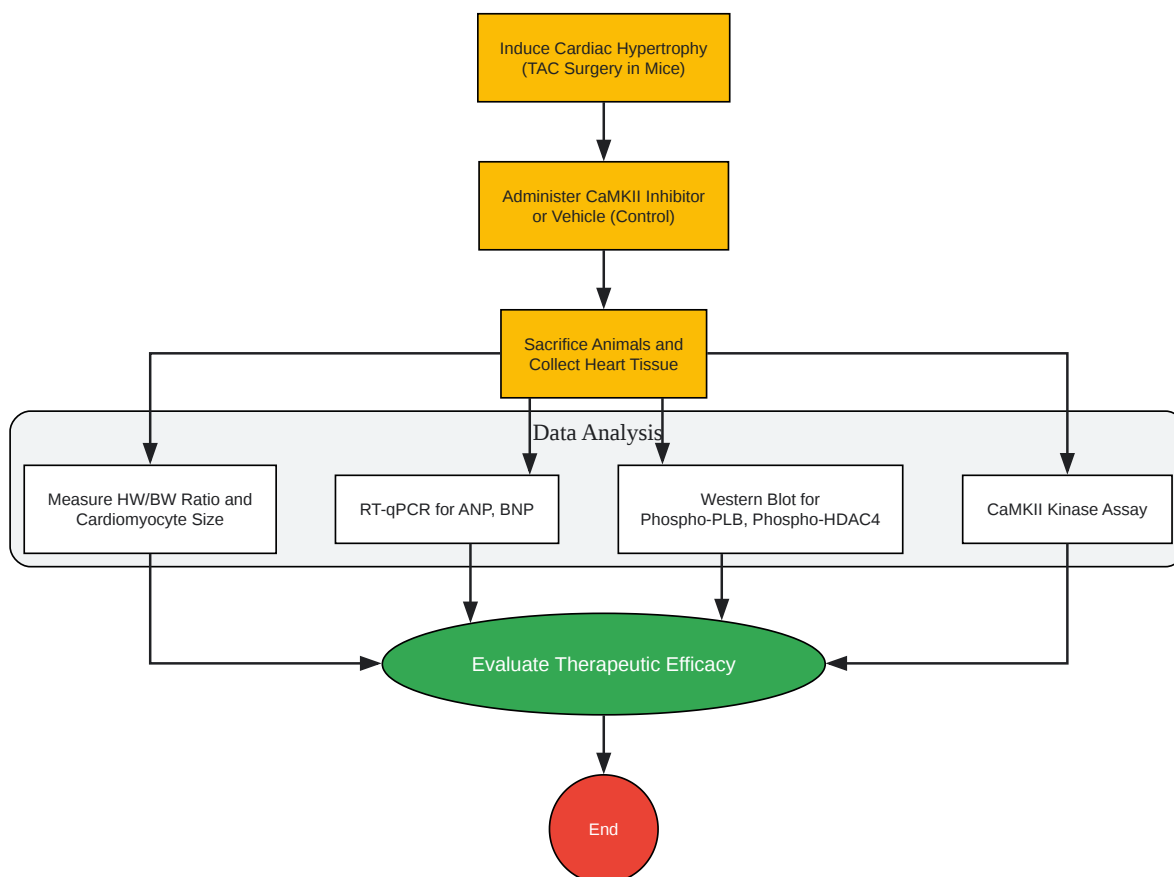 Induce Cardiac Hypertrophy
(TAC Surgery in Mice)
Administer CaMKII Inhibitor
or Vehicle (Control)
Sacrifice Animals and
Collect Heart Tissue
Data Analysis
Measure HW/BW Ratio and
Cardiomyocyte Size
RT-qPCR for ANP, BNP
Western Blot for
Phospho-PLB, Phospho-HDAC4
CaMKII Kinase Assay
Evaluate Therapeutic Efficacy
End